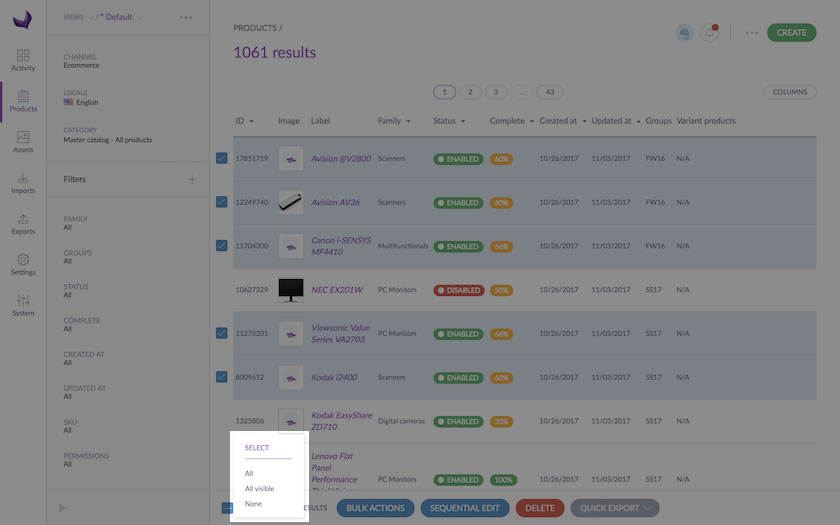 VIEWS / * Default
Activity
Products
Assets
Imports
Exports
Settings
System
CHANNEL
Ecommerce
LOCALE
English
CATEGORY
Master catalog - All products
Filters
FAMILY
All
GROUPS
All
STATUS
All
COMPLETE
All
CREATED AT
All
UPDATED AT
All
SKU
All
PERMISSIONS
All
PRODUCTS /
1061 results
CREATE
1 2 3 ... 43
COLUMNS
ID Image Label Family Status Complete Created at Updated at Groups Variant products
17851719 Avision @V2800 Scanners ENABLED 60% 10/26/2017 11/03/2017 FW16 N/A
12249740 Avision AV36 Scanners ENABLED 60% 10/26/2017 11/03/2017 FW16 N/A
11704300 Canon i-SENSYS MF4410 Multifunctionals ENABLED 66% 10/26/2017 11/03/2017 FW16 N/A
10627329 NEC EX201W PC Monitors DISABLED 50% 10/26/2017 11/03/2017 SS17 N/A
11275331 Viewsonic Value Series VA2703 PC Monitors ENABLED 66% 10/26/2017 11/03/2017 SS17 N/A
8009612 Kodak i2400 Scanners ENABLED 60% 10/26/2017 11/03/2017 SS17 N/A
1325806 Kodak EasyShare ZD710 Digital cameras ENABLED 35% 10/26/2017 11/03/2017 SS17 N/A
Lenovo Flat Panel Performance PC Monitors ENABLED 100% 10/26/2017 11/03/2017 SS17 N/A
SELECT
All
All visible
None
ESULTS
BULK ACTIONS
SEQUENTIAL EDIT
DELETE
QUICK EXPORT